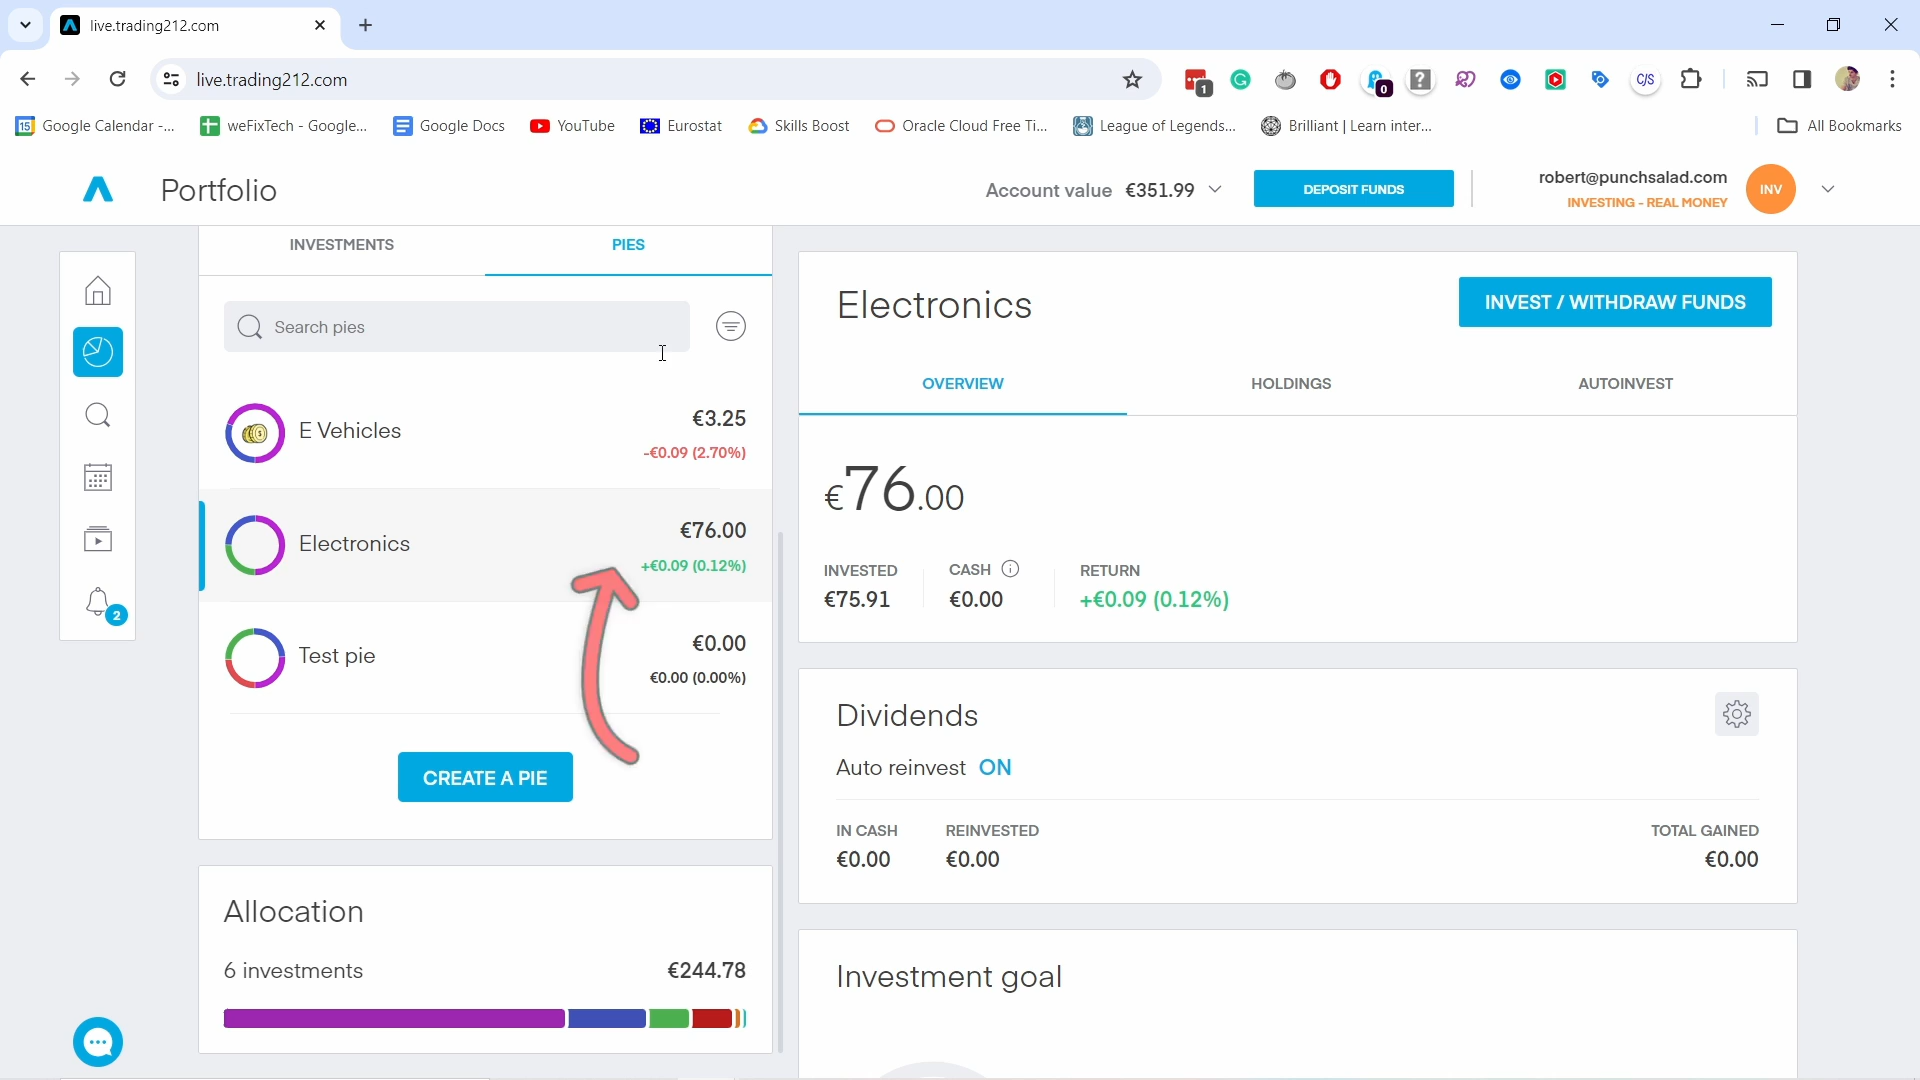 live.trading212.com
live.trading212.com
1
0
?
C/S
15 Google Calendar -... weFixTech - Google... Google Docs YouTube Eurostat Skills Boost Oracle Cloud Free Ti... League of Legends... Brilliant | Learn inter... All Bookmarks
Portfolio
Account value €351.99
DEPOSIT FUNDS
robert@punchsalad.com
INVESTING - REAL MONEY
INV
2
INVESTMENTS PIES
Search pies
E Vehicles €3.25
-€0.09 (2.70%)
Electronics €76.00
+€0.09 (0.12%)
Test pie €0.00
€0.00 (0.00%)
CREATE A PIE
Allocation
6 investments €244.78
Electronics
INVEST / WITHDRAW FUNDS
OVERVIEW HOLDINGS AUTOINVEST
€76.00
INVESTED CASH RETURN
€75.91 €0.00 +€0.09 (0.12%)
Dividends
Auto reinvest ON
IN CASH REINVESTED TOTAL GAINED
€0.00 €0.00 €0.00
Investment goal